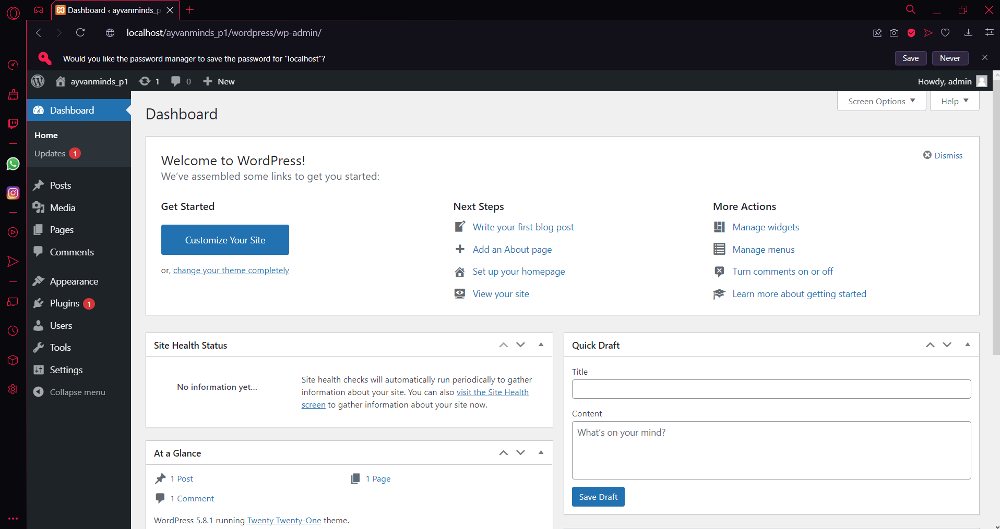 Dashboard ‹ ayvanminds_p
localhost/ayvanminds_p1/wordpress/wp-admin/
Would you like the password manager to save the password for "localhost"?
Save
Never
ayvanminds_p1
1
0
New
Howdy, admin
Dashboard
Home
Updates 1
Posts
Media
Pages
Comments
Appearance
Plugins 1
Users
Tools
Settings
Collapse menu
Dashboard
Screen Options
Help
Welcome to WordPress!
We’ve assembled some links to get you started:
Dismiss
Get Started
Customize Your Site
or, change your theme completely
Next Steps
Write your first blog post
Add an About page
Set up your homepage
View your site
More Actions
Manage widgets
Manage menus
Turn comments on or off
Learn more about getting started
Site Health Status
No information yet...
Site health checks will automatically run periodically to gather
information about your site. You can also visit the Site Health
screen to gather information about your site now.
At a Glance
1 Post
1 Page
1 Comment
WordPress 5.8.1 running Twenty Twenty-One theme.
Quick Draft
Title
Content
What’s on your mind?
Save Draft